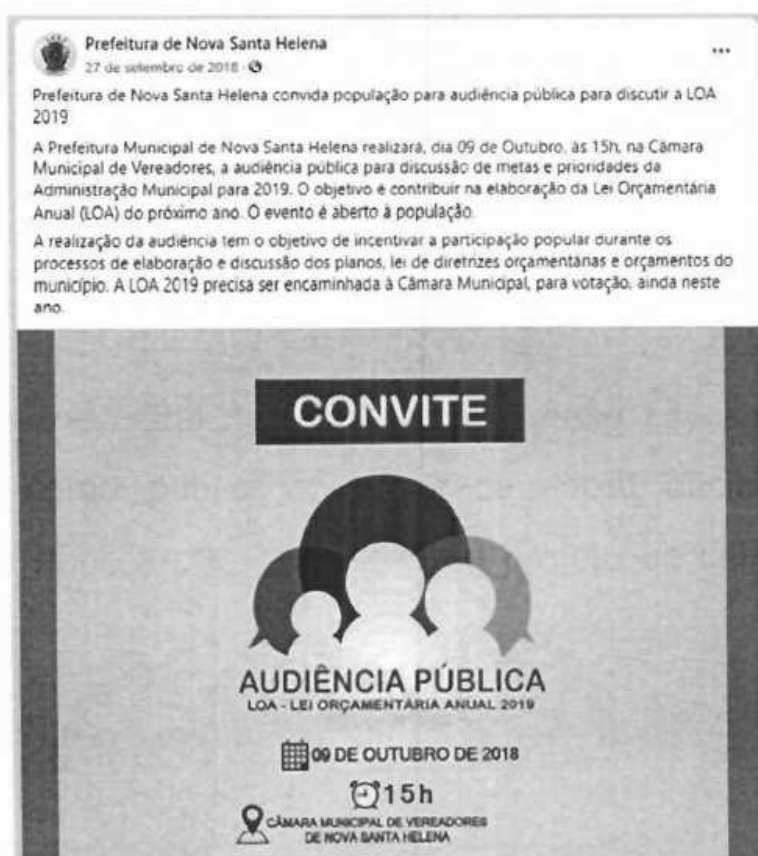 Prefeitura de Nova Santa Helena
27 de setembro de 2018 ·
Prefeitura de Nova Santa Helena convida população para audiência pública para discutir a LOA
2019
A Prefeitura Municipal de Nova Santa Helena realizará, dia 09 de Outubro, às 15h, na Câmara
Municipal de Vereadores, a audiência pública para discussão de metas e prioridades da
Administração Municipal para 2019. O objetivo é contribuir na elaboração da Lei Orçamentária
Anual (LOA) do próximo ano. O evento é aberto à população.
A realização da audiência tem o objetivo de incentivar a participação popular durante os
processos de elaboração e discussão dos planos, lei de diretrizes orçamentárias e orçamentos do
município. A LOA 2019 precisa ser encaminhada à Câmara Municipal, para votação, ainda neste
ano.
CONVITE
AUDIÊNCIA PÚBLICA
LOA - LEI ORÇAMENTÁRIA ANUAL 2019
09 DE OUTUBRO DE 2018
15h
CÂMARA MUNICIPAL DE VEREADORES
DE NOVA SANTA HELENA